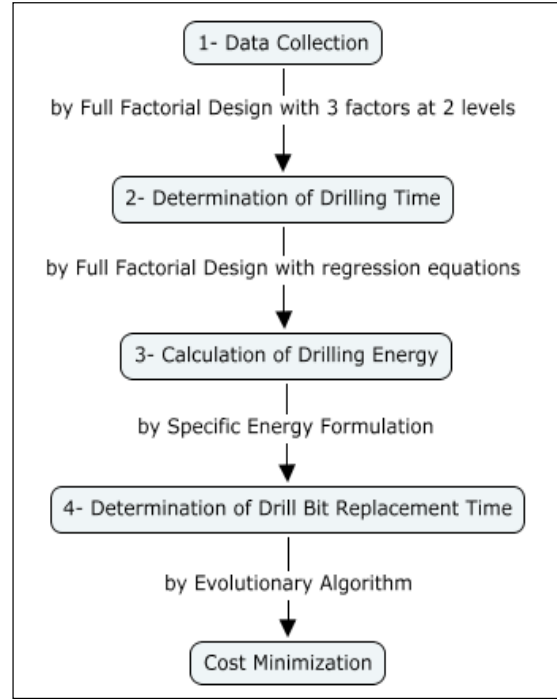 1- Data Collection
by Full Factorial Design with 3 factors at 2 levels
2- Determination of Drilling Time
by Full Factorial Design with regression equations
3- Calculation of Drilling Energy
by Specific Energy Formulation
4- Determination of Drill Bit Replacement Time
by Evolutionary Algorithm
Cost Minimization